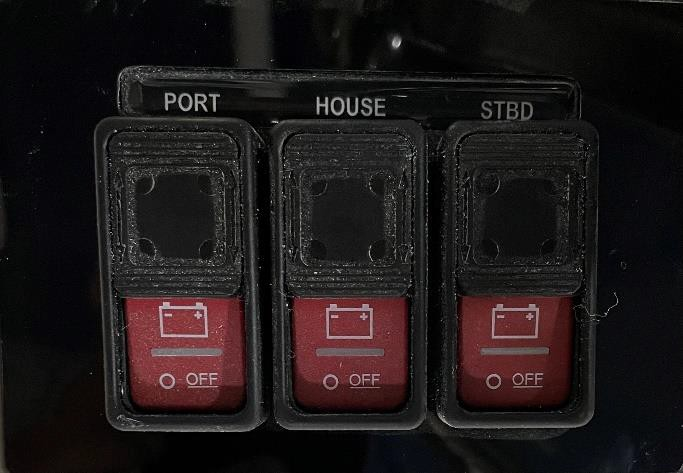 PORT HOUSE STBD
- + - + - +
OFF OFF OFF